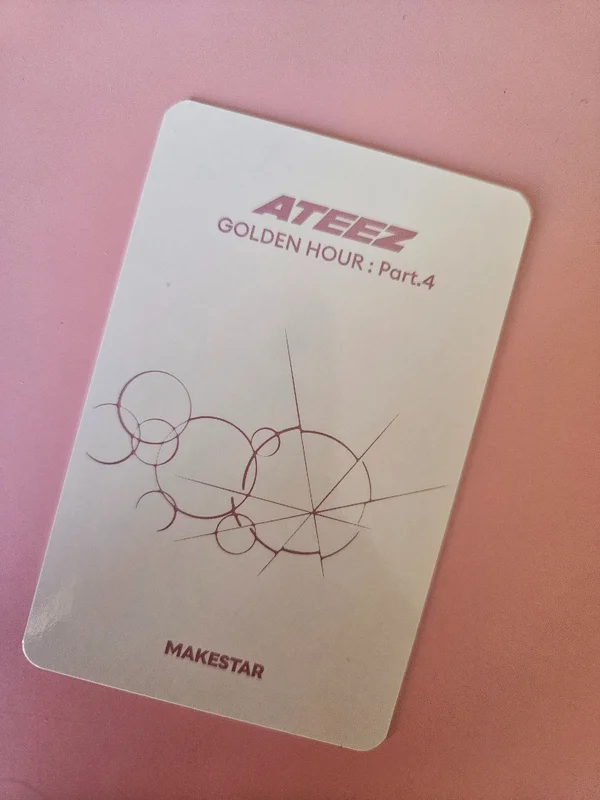 ATEEZ
GOLDEN HOUR : Part.4
MAKESTAR